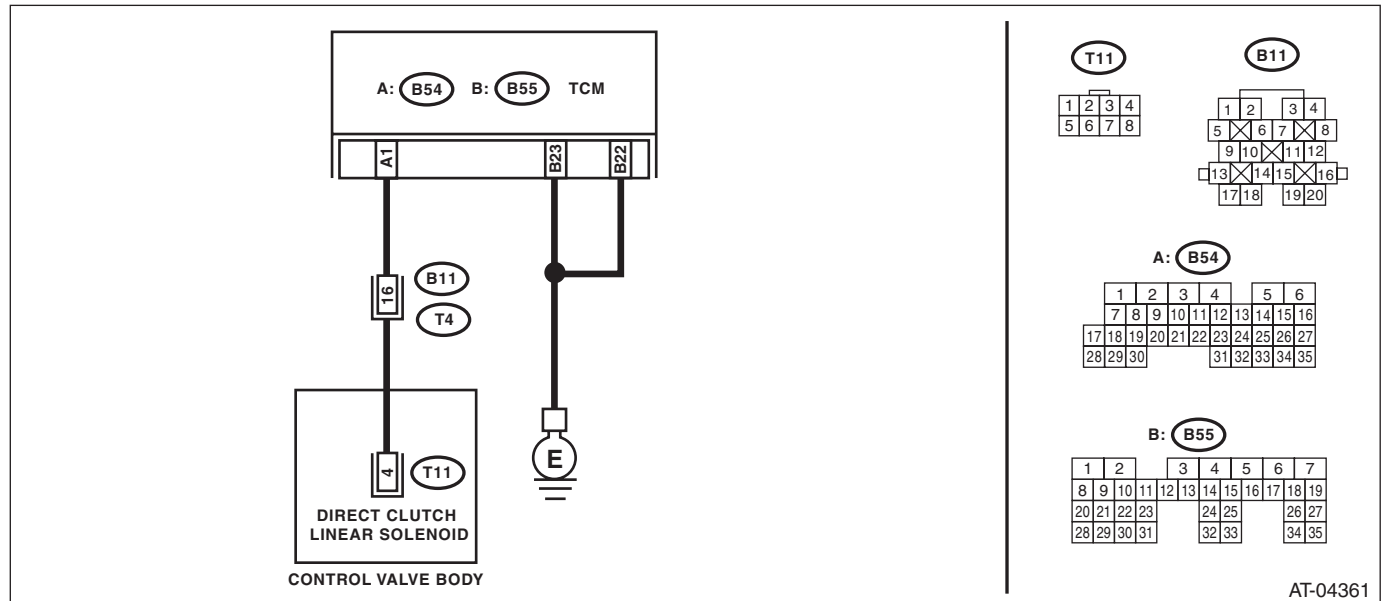 A: B54 B: B55 TCM
A1
B23
B22
16
B11
T4
4
T11
E
DIRECT CLUTCH
LINEAR SOLENOID
CONTROL VALVE BODY
T11
1 2 3 4
5 6 7 8
B11
1 2 3 4
5 6 7 8
9 10 11 12
13 14 15 16
17 18 19 20
A: B54
1 2 3 4 5 6
7 8 9 10 11 12 13 14 15 16
17 18 19 20 21 22 23 24 25 26 27
28 29 30 31 32 33 34 35
B: B55
1 2 3 4 5 6 7
8 9 10 11 12 13 14 15 16 17 18 19
20 21 22 23 24 25 26 27
28 29 30 31 32 33 34 35
AT-04361